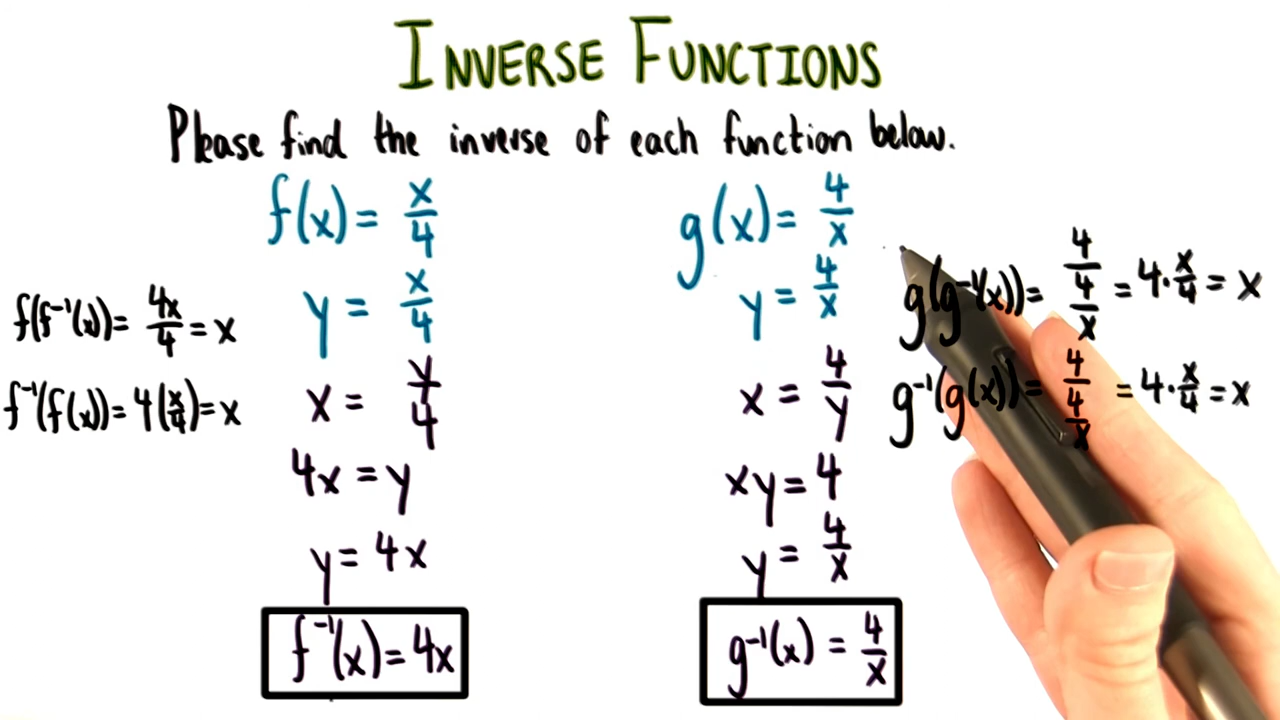 INVERSE FUNCTIONS
Please find the inverse of each function below.
f(x) = x/4
y = x/4
x = y/4
4x = y
y = 4x
f⁻¹(x) = 4x
f(f⁻¹(x)) = 4x/4 = x
f⁻¹(f(x)) = 4(x/4) = x
g(x) = 4/x
y = 4/x
x = 4/y
xy = 4
y = 4/x
g⁻¹(x) = 4/x
g(g⁻¹(x)) = 4/(4/x) = 4·x/4 = x
g⁻¹(g(x)) = 4/(4/x) = 4·x/4 = x